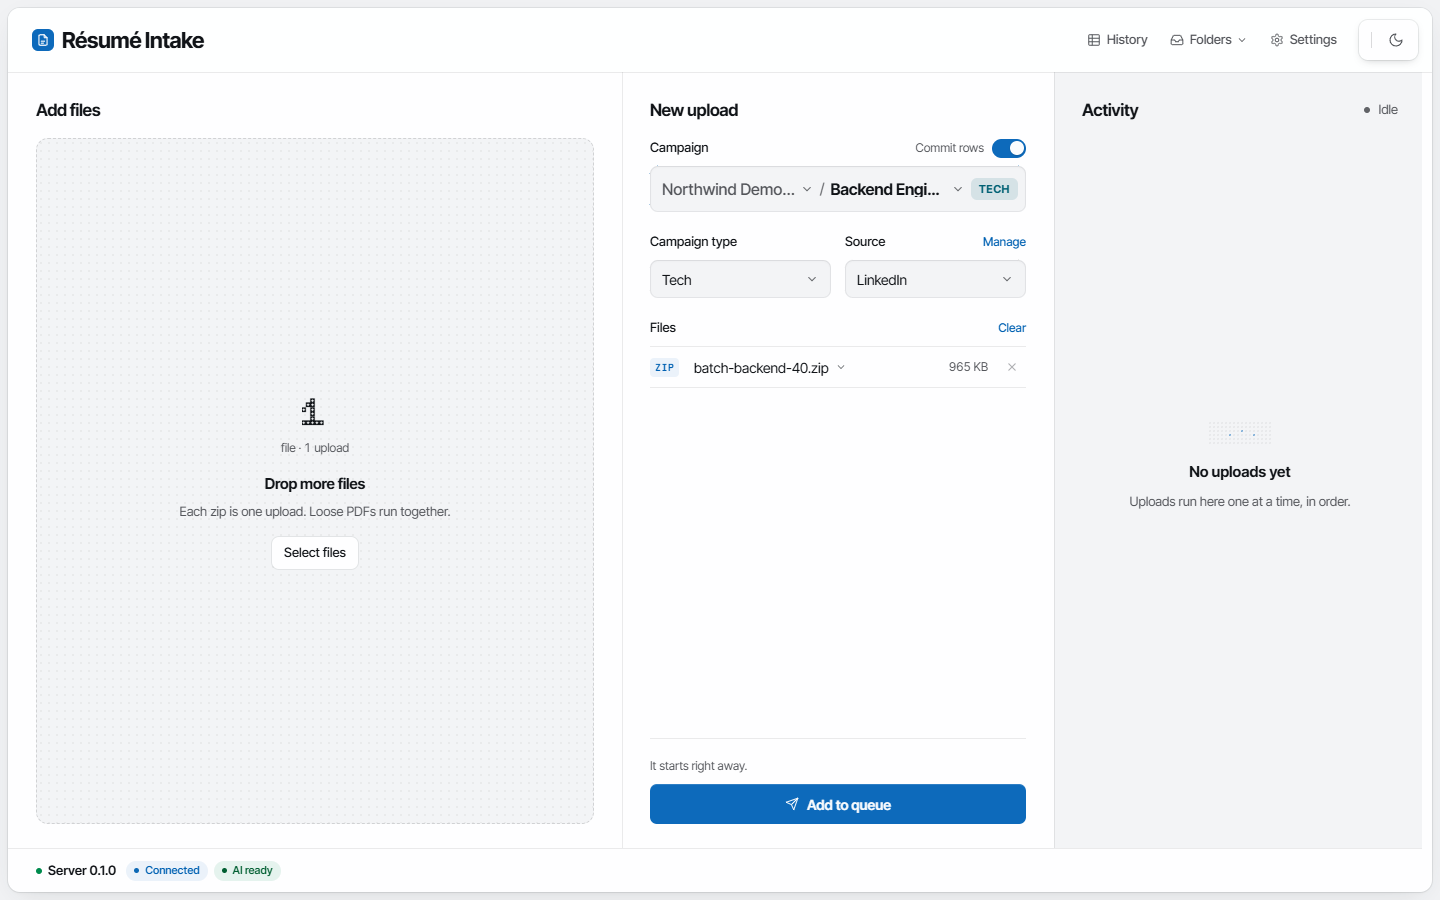 Résumé Intake
History
Folders
Settings
Add files
1
file · 1 upload
Drop more files
Each zip is one upload. Loose PDFs run together.
Select files
New upload
Campaign
Commit rows
Northwind Demo... / Backend Engi... TECH
Campaign type
Source
Manage
Tech
LinkedIn
Files
Clear
ZIP batch-backend-40.zip 965 KB
It starts right away.
Add to queue
Activity
Idle
No uploads yet
Uploads run here one at a time, in order.
Server 0.1.0
Connected
AI ready